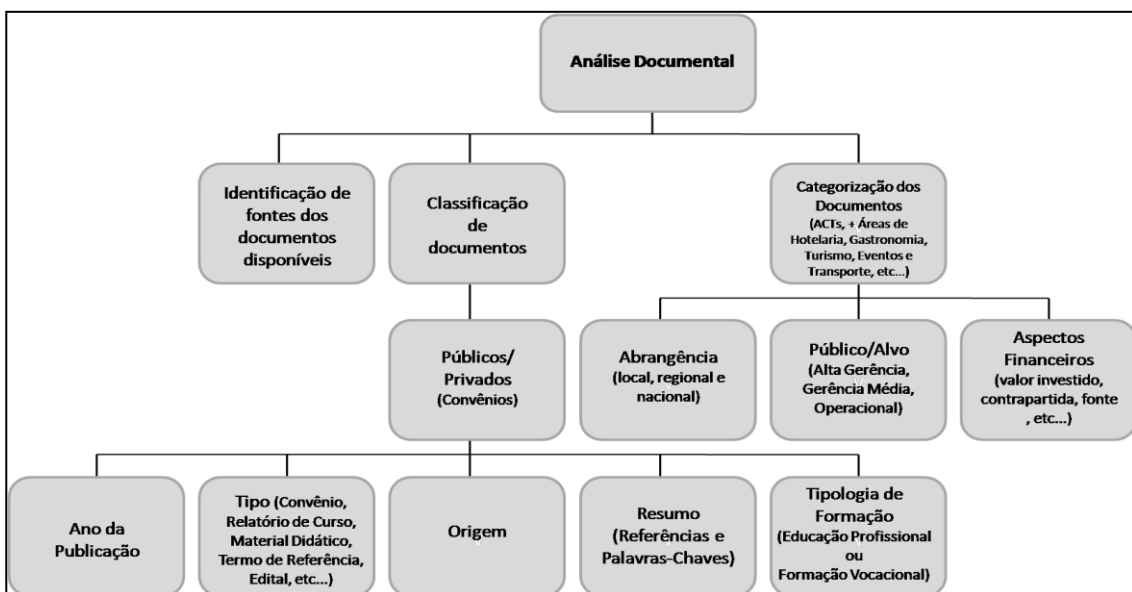 Análise Documental
Identificação de
fontes dos
documentos
disponíveis
Classificação
de
documentos
Categorização dos
Documentos
(ACTs, + Áreas de
Hotelaria, Gastronomia,
Turismo, Eventos e
Transporte, etc...)
Públicos/
Privados
(Convênios)
Abrangência
(local, regional e
nacional)
Público/Alvo
(Alta Gerência,
Gerência Média,
Operacional)
Aspectos
Financeiros
(valor investido,
contrapartida, fonte
, etc...)
Ano da
Publicação
Tipo (Convênio,
Relatório de Curso,
Material Didático,
Termo de Referência,
Edital, etc...)
Origem
Resumo
(Referências e
Palavras-Chaves)
Tipologia de
Formação
(Educação Profissional
ou
Formação Vocacional)